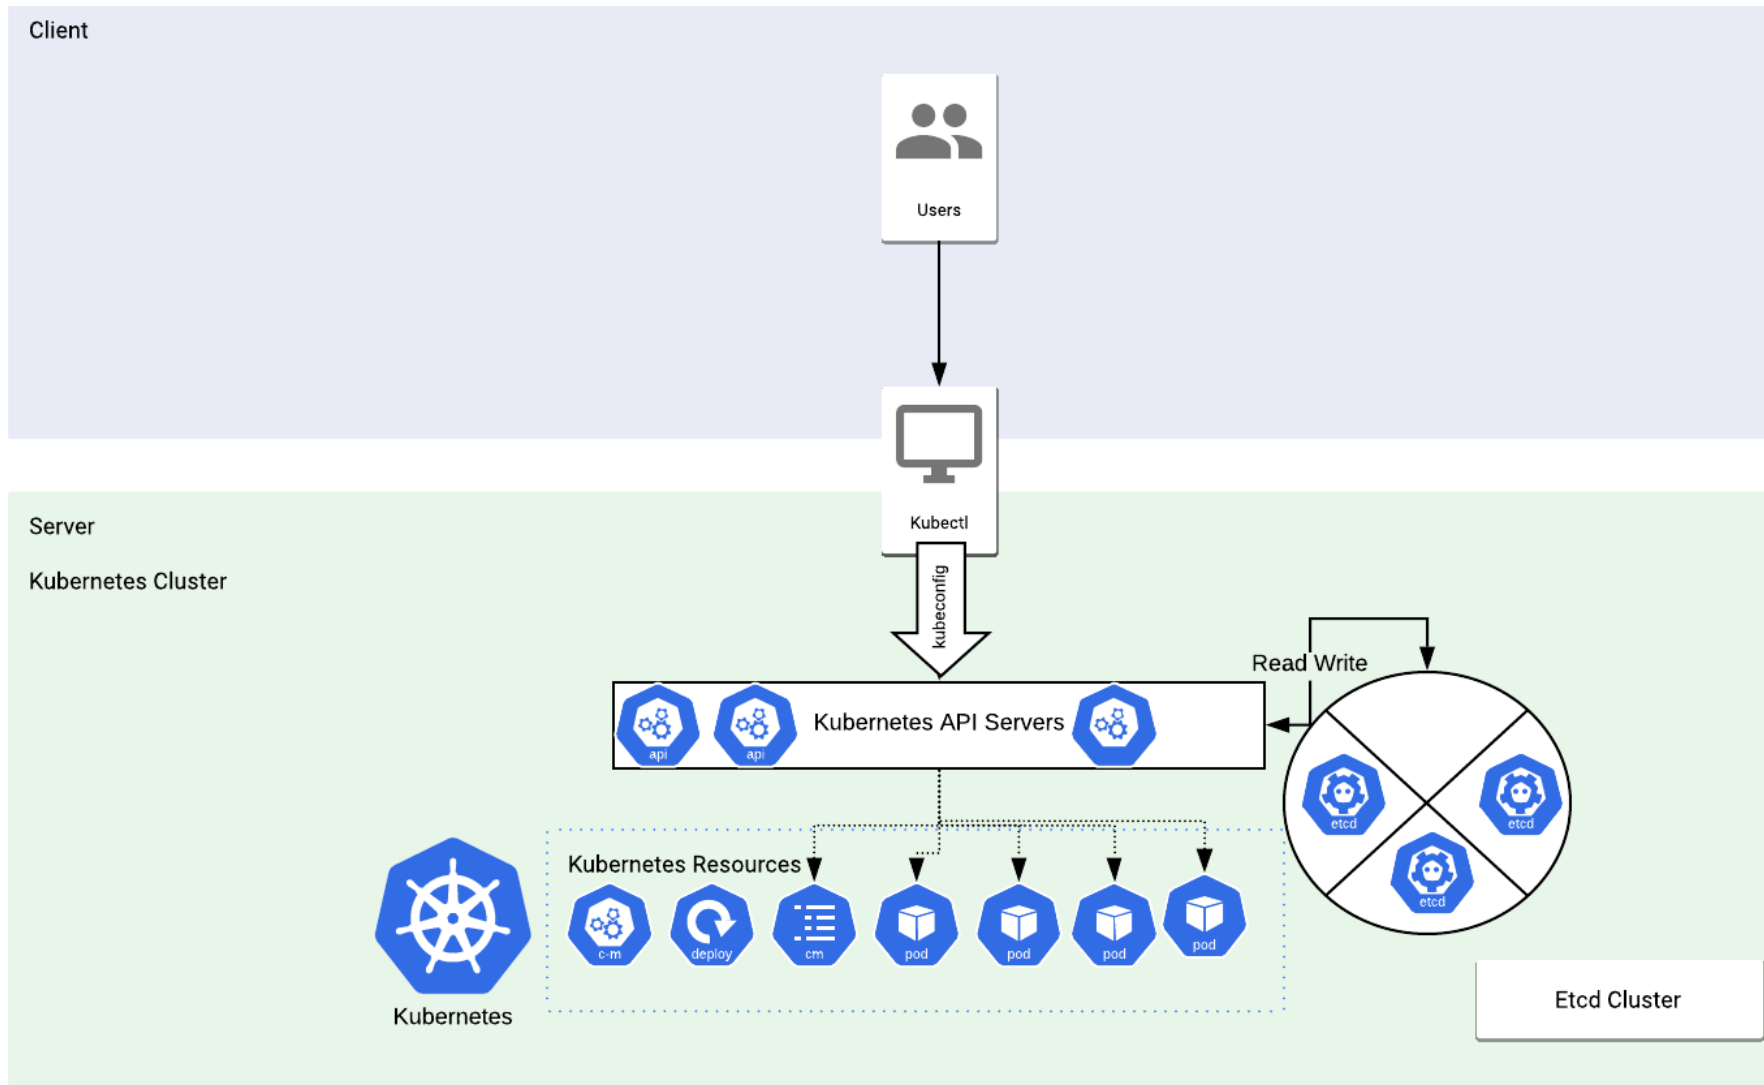 Client
Users
Kubectl
Server
Kubernetes Cluster
kubeconfig
Read Write
api
api
Kubernetes API Servers
etcd
etcd
etcd
Kubernetes Resources
c-m
deploy
cm
pod
pod
pod
pod
Kubernetes
Etcd Cluster